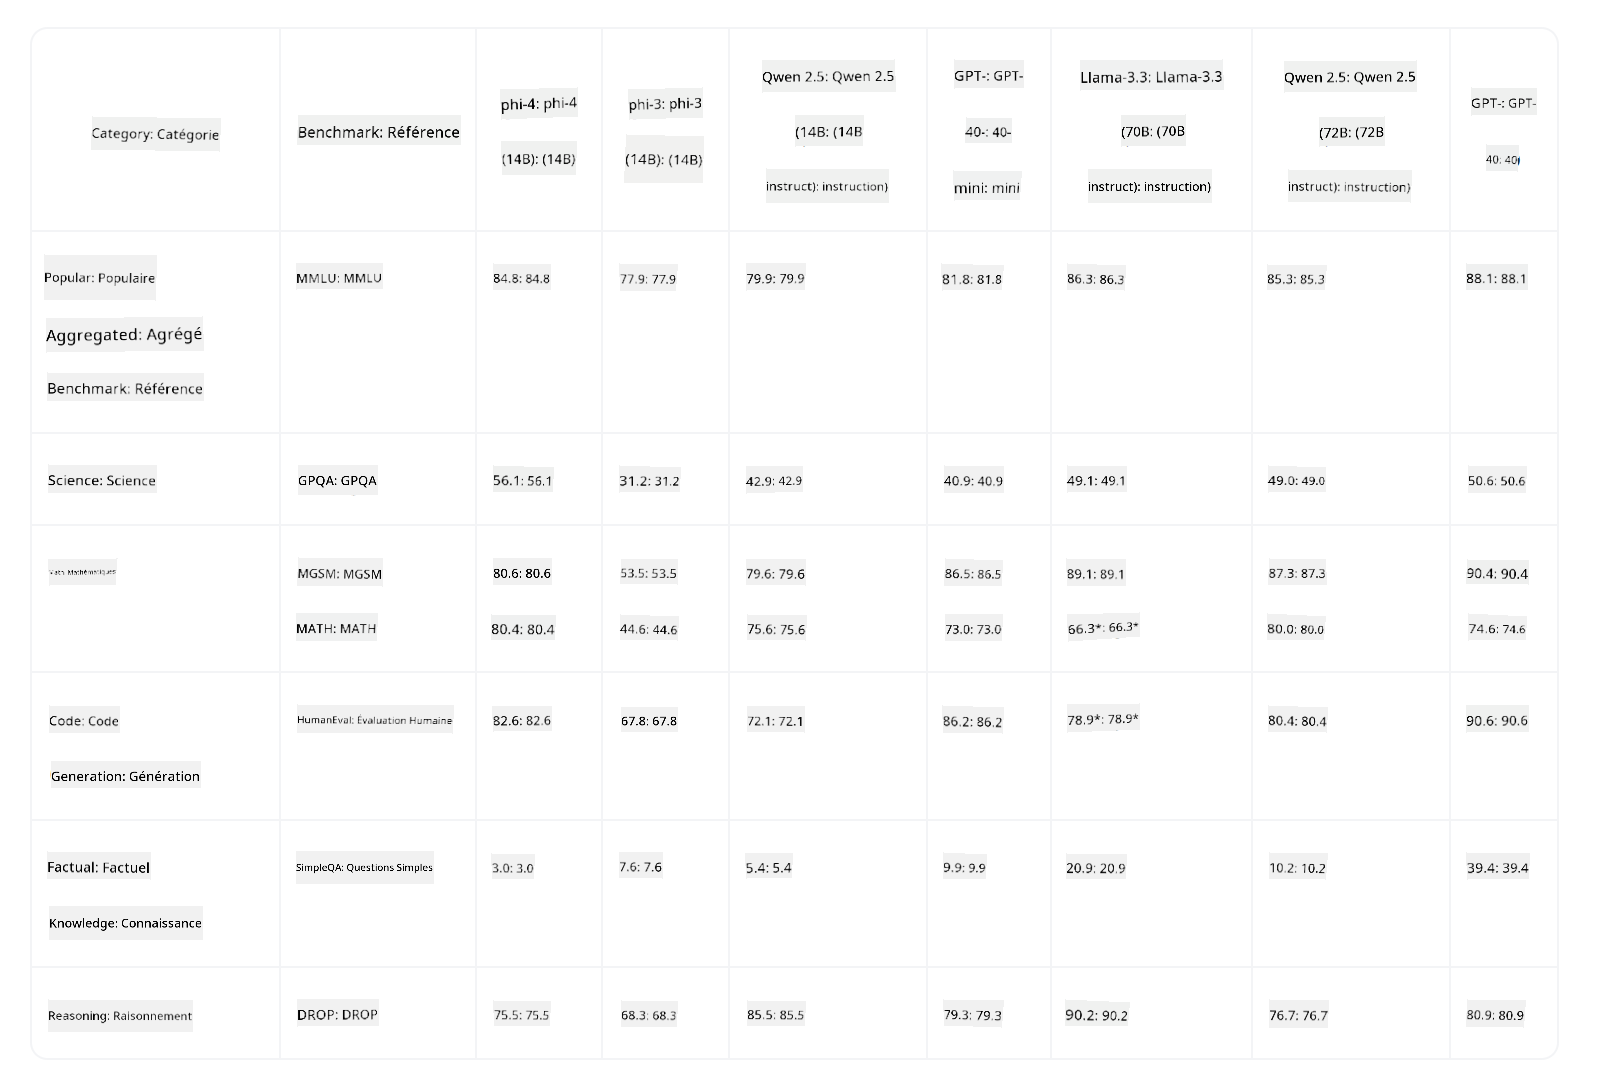 Category: Catégorie
Benchmark: Référence
phi-4: phi-4
(14B): (14B)
phi-3: phi-3
(14B): (14B)
Qwen 2.5: Qwen 2.5
(14B: (14B
instruct): instruction)
GPT-: GPT-
40-: 40-
mini: mini
Llama-3.3: Llama-3.3
(70B: (70B
instruct): instruction)
Qwen 2.5: Qwen 2.5
(72B: (72B
instruct): instruction)
GPT-: GPT-
40: 40
Popular: Populaire
Aggregated: Agrégé
Benchmark: Référence
MMLU: MMLU
84.8: 84.8
77.9: 77.9
79.9: 79.9
81.8: 81.8
86.3: 86.3
85.3: 85.3
88.1: 88.1
Science: Science
GPQA: GPQA
56.1: 56.1
31.2: 31.2
42.9: 42.9
40.9: 40.9
49.1: 49.1
49.0: 49.0
50.6: 50.6
Math: Mathématiques
MGSM: MGSM
80.6: 80.6
53.5: 53.5
79.6: 79.6
86.5: 86.5
89.1: 89.1
87.3: 87.3
90.4: 90.4
MATH: MATH
80.4: 80.4
44.6: 44.6
75.6: 75.6
73.0: 73.0
66.3*: 66.3*
80.0: 80.0
74.6: 74.6
Code: Code
Generation: Génération
HumanEval: Évaluation Humaine
82.6: 82.6
67.8: 67.8
72.1: 72.1
86.2: 86.2
78.9*: 78.9*
80.4: 80.4
90.6: 90.6
Factual: Factuel
Knowledge: Connaissance
SimpleQA: Questions Simples
3.0: 3.0
7.6: 7.6
5.4: 5.4
9.9: 9.9
20.9: 20.9
10.2: 10.2
39.4: 39.4
Reasoning: Raisonnement
DROP: DROP
75.5: 75.5
68.3: 68.3
85.5: 85.5
79.3: 79.3
90.2: 90.2
76.7: 76.7
80.9: 80.9